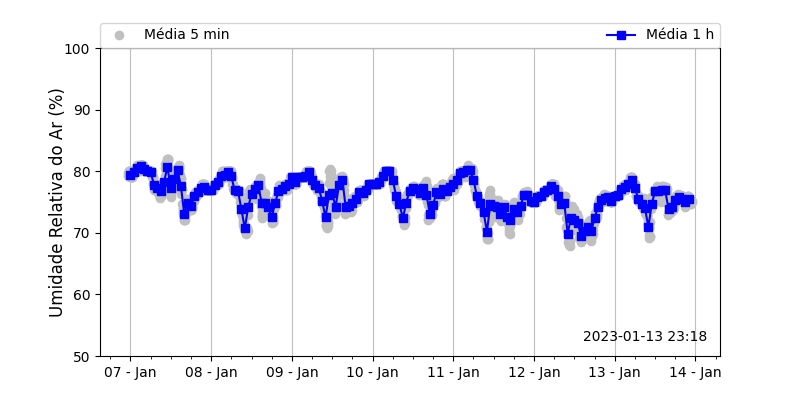 Média 5 min
Média 1 h
100
90
80
70
60
50
Umidade Relativa do Ar (%)
2023-01-13 23:18
07 - Jan
08 - Jan
09 - Jan
10 - Jan
11 - Jan
12 - Jan
13 - Jan
14 - Jan